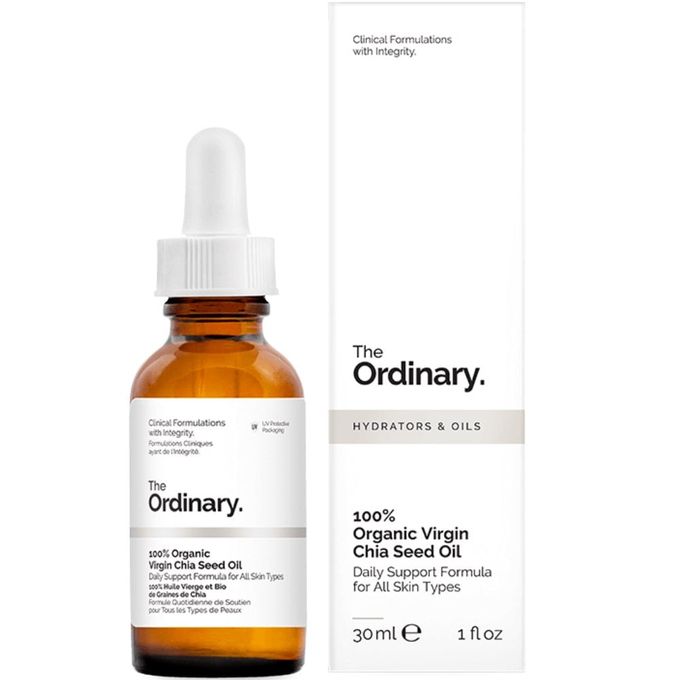 Clinical Formulations
with Integrity.
The
Ordinary.
HYDRATORS & OILS
100%
Organic Virgin
Chia Seed Oil
Daily Support Formula
for All Skin Types
30 ml ℮ 1 fl oz
Clinical Formulations
with Integrity.
Formulations Cliniques
ayant de l'Intégrité.
UV
UV Protective
Packaging
The
Ordinary.
100% Organic
Virgin Chia Seed Oil
Daily Support Formula for All Skin Types
100% Huile Vierge et Bio
de Graines de Chia
Formule Quotidienne de Soutien
pour Tous les Types de Peaux